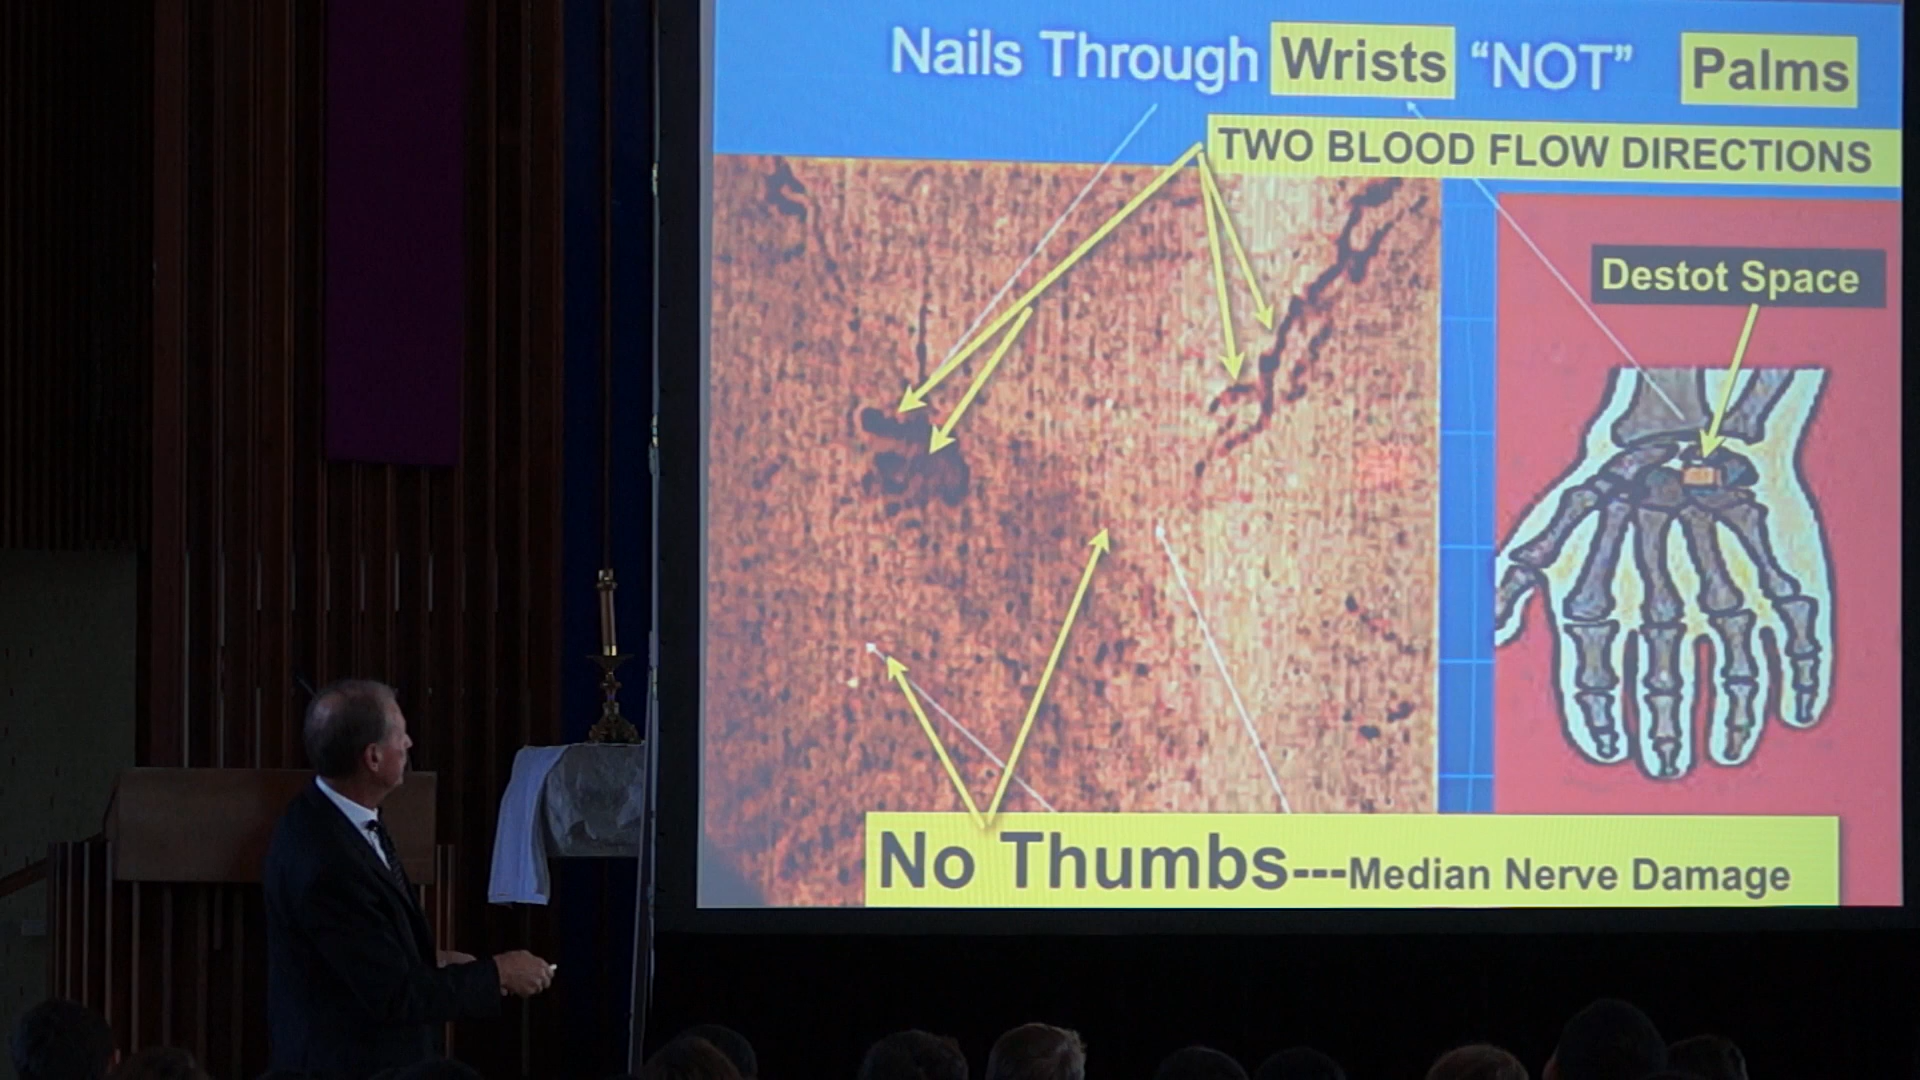 Nails Through Wrists “NOT” Palms
TWO BLOOD FLOW DIRECTIONS
Destot Space
No Thumbs---Median Nerve Damage